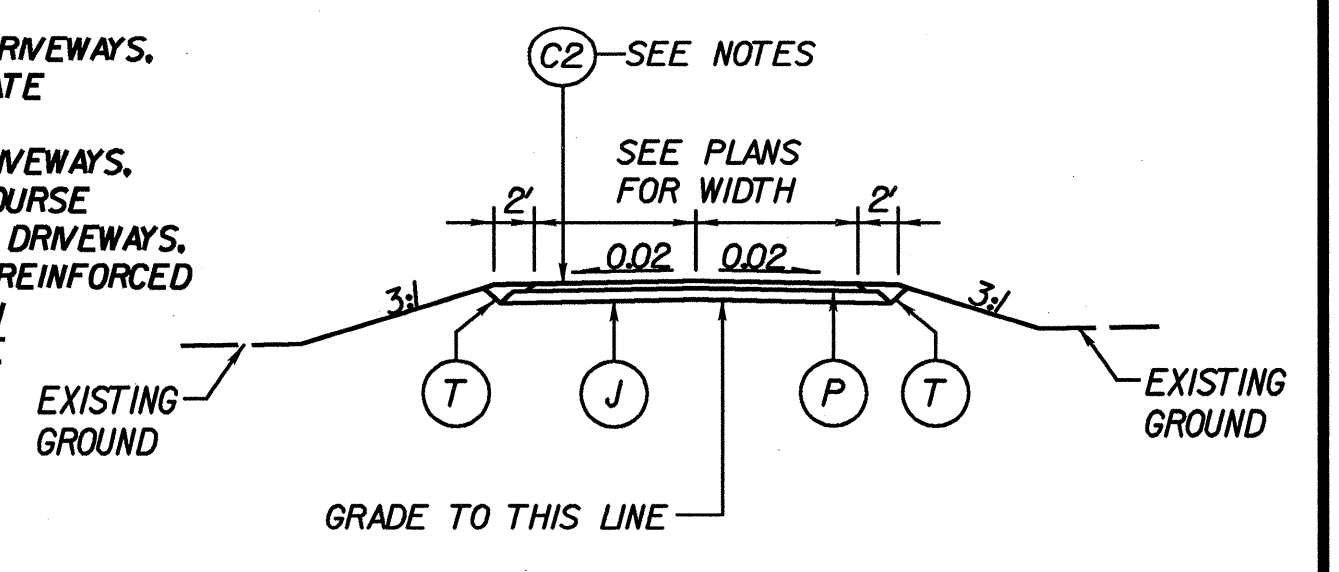 RIVEWAYS,
ATE
IVEWAYS,
OURSE
DRIVEWAYS,
REINFORCED
C2 SEE NOTES
SEE PLANS
FOR WIDTH
2' 2'
0.02 0.02
3:1 3:1
T J P T
EXISTING
GROUND
EXISTING
GROUND
GRADE TO THIS LINE